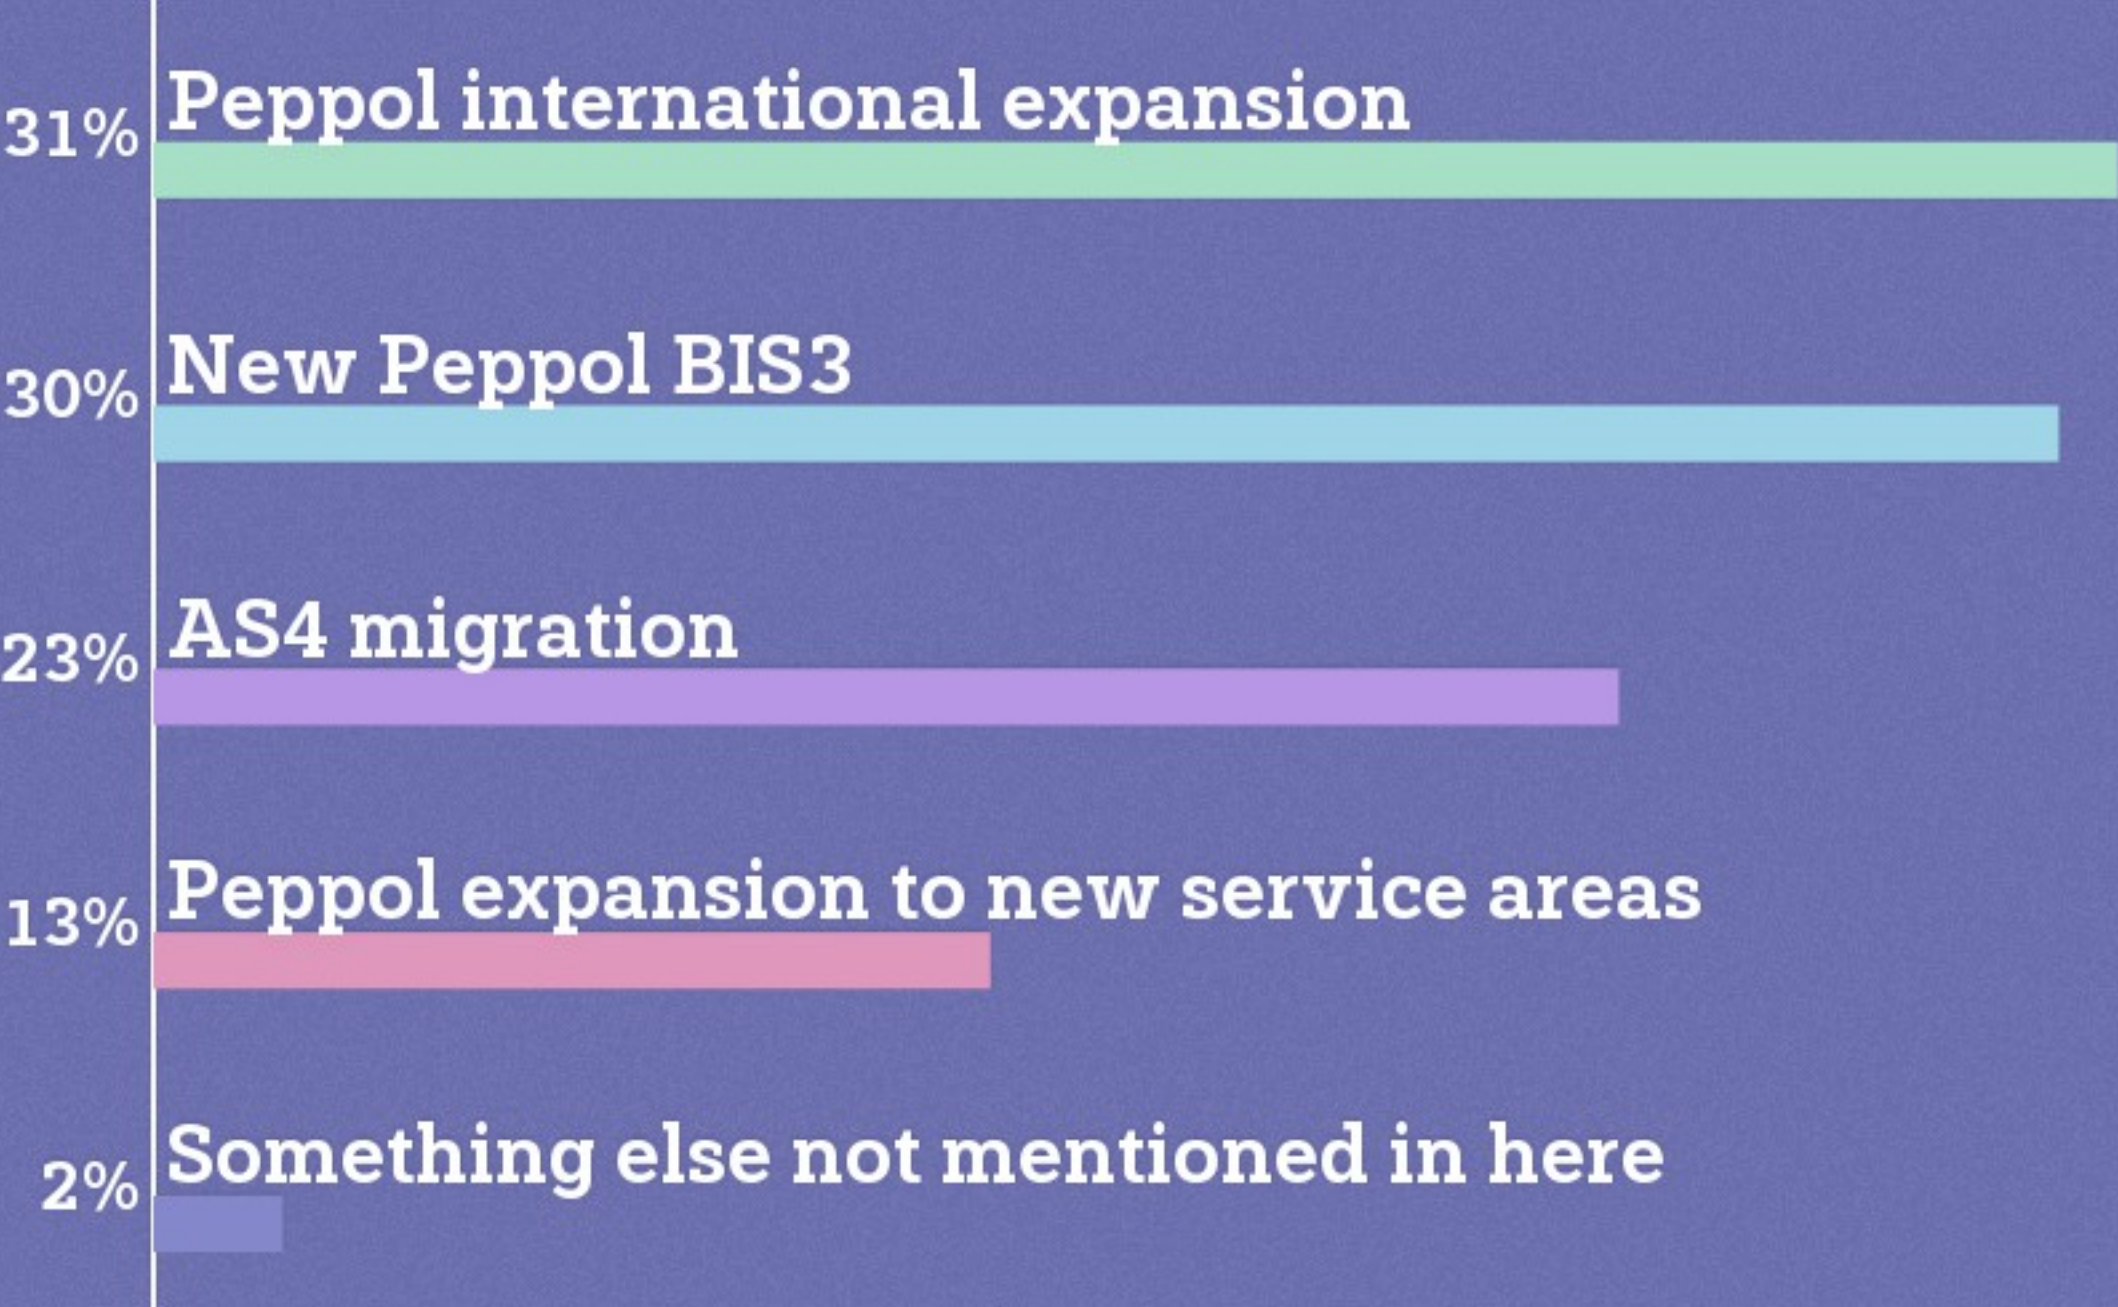 31% Peppol international expansion
30% New Peppol BIS3
23% AS4 migration
13% Peppol expansion to new service areas
2% Something else not mentioned in here